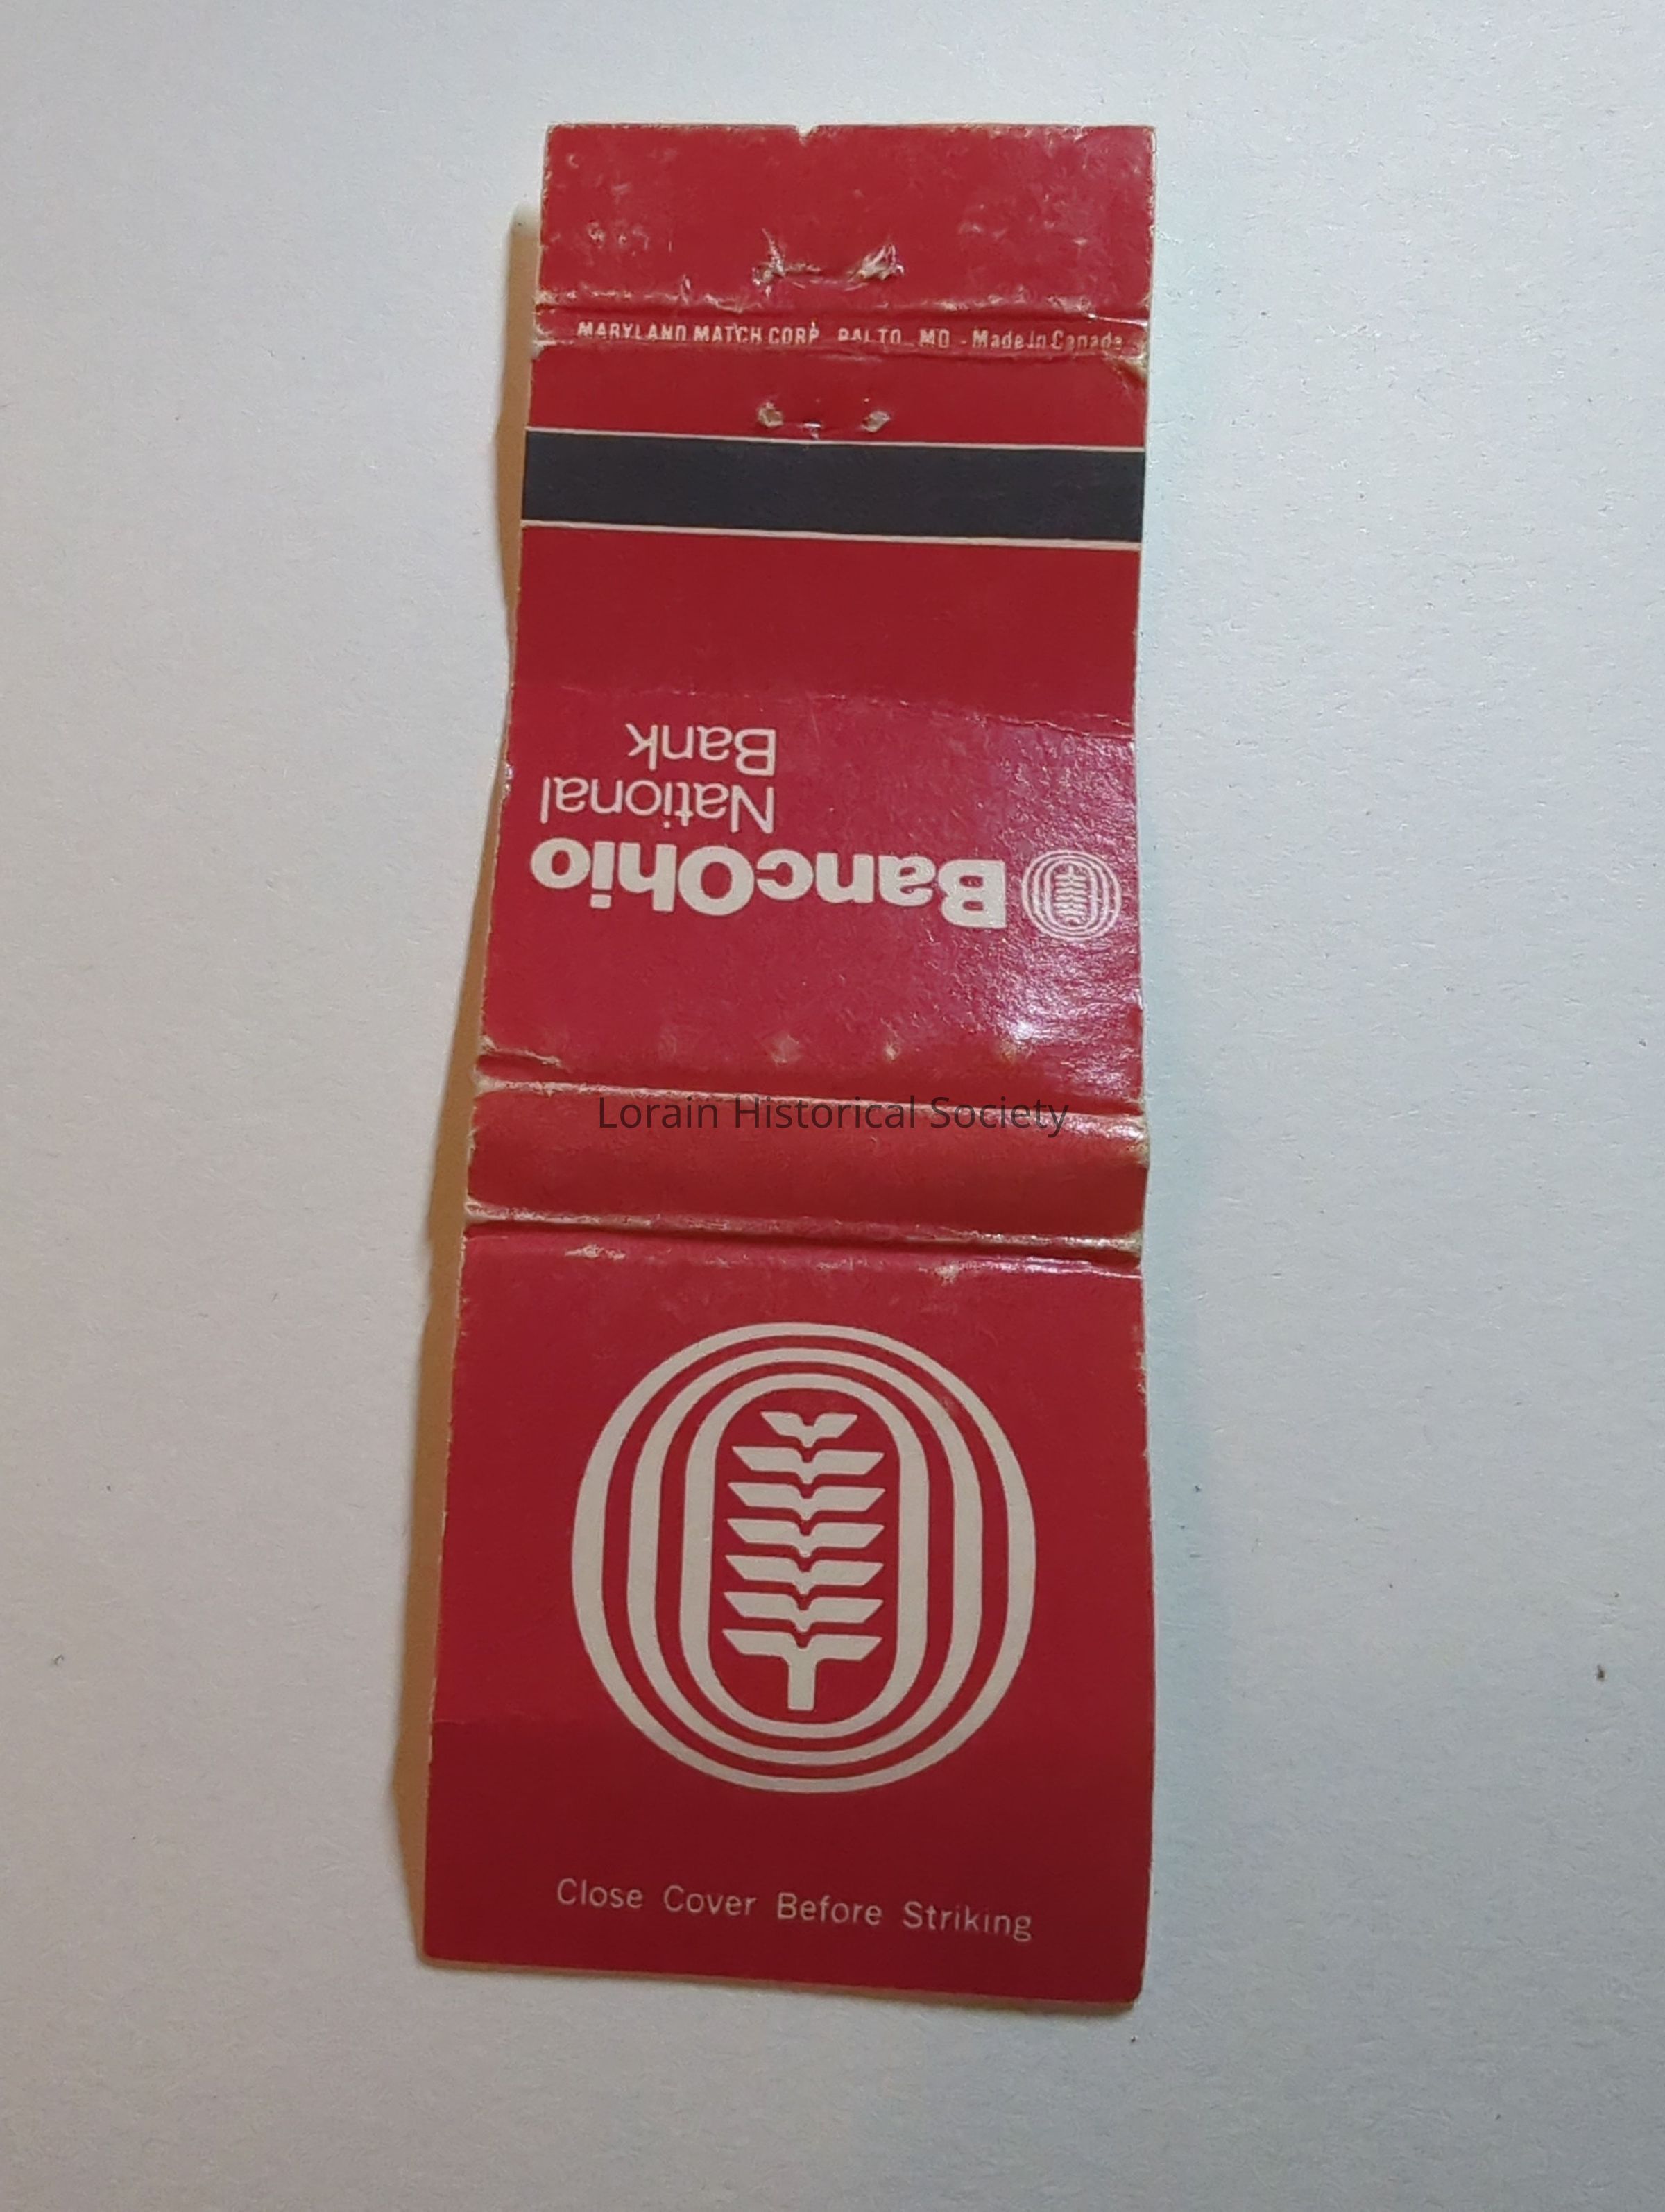 MARYLAND MATCH CORP. BALTO. MD - Made in Canada
BancOhio
National
Bank
Lorain Historical Society
Close Cover Before Striking